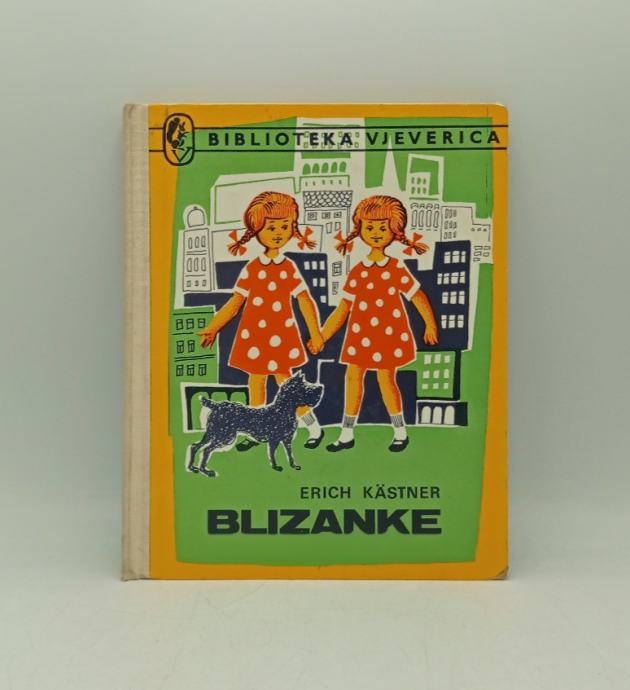 BIBLIOTEKA VJEVERICA
ERICH KÄSTNER
BLIZANKE